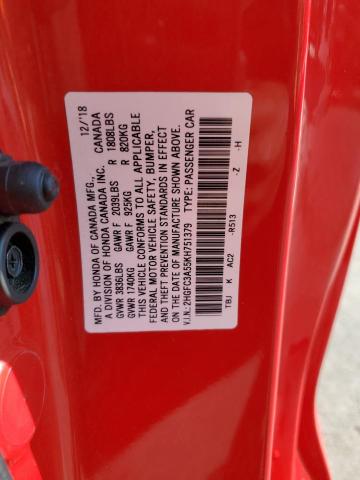 MFD. BY HONDA OF CANADA MFG., 12/'18
A DIVISION OF HONDA CANADA INC. CANADA
GVWR 3836LBS GAWR F 2039LBS R 1808LBS
GVWR 1740KG GAWR F 925KG R 820KG
THIS VEHICLE CONFORMS TO ALL APPLICABLE
FEDERAL MOTOR VEHICLE SAFETY, BUMPER,
AND THEFT PREVENTION STANDARDS IN
EFFECT ON THE DATE OF MANUFACTURE SHOWN ABOVE.
V.I.N.: 2HGFC3A55KH751379 TYPE: PASSENGER CAR
TBJ K AC2 -R513 -Z -H